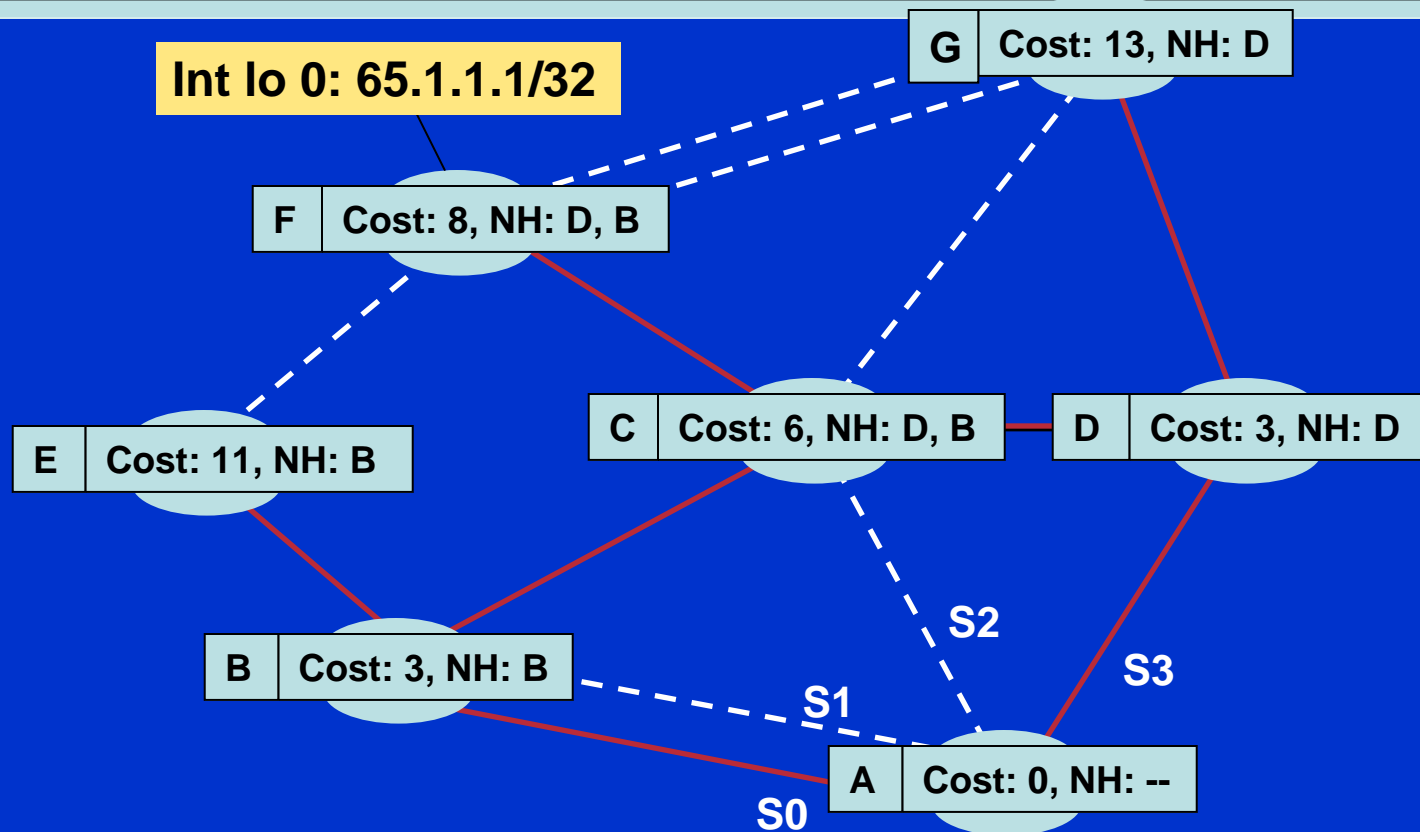 G Cost: 13, NH: D
Int lo 0: 65.1.1.1/32
F Cost: 8, NH: D, B
C Cost: 6, NH: D, B
D Cost: 3, NH: D
E Cost: 11, NH: B
S2
B Cost: 3, NH: B
S3
S1
A Cost: 0, NH: --
S0